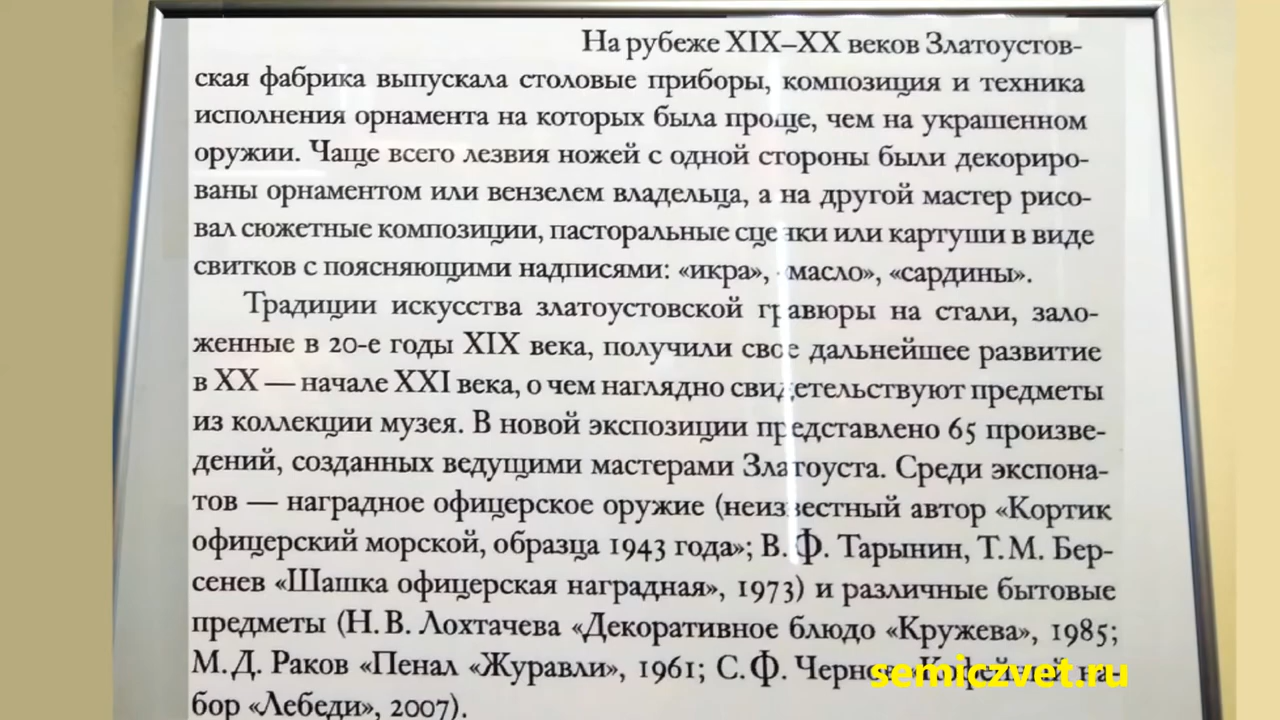 На рубеже XIX–XX веков Златоустов-
ская фабрика выпускала столовые приборы, композиция и техника
исполнения орнамента на которых была проще, чем на украшенном
оружии. Чаще всего лезвия ножей с одной стороны были декориро-
ваны орнаментом или вензелем владельца, а на другой мастер рисо-
вал сюжетные композиции, пасторальные сценки или картуши в виде
свитков с поясняющими надписями: «икра», «масло», «сардины».
Традиции искусства златоустовской гравюры на стали, зало-
женные в 20-е годы XIX века, получили свое дальнейшее развитие
в XX — начале XXI века, о чем наглядно свидетельствуют предметы
из коллекции музея. В новой экспозиции представлено 65 произве-
дений, созданных ведущими мастерами Златоуста. Среди экспона-
тов — наградное офицерское оружие (неизвестный автор «Кортик
офицерский морской, образца 1943 года»; В. Ф. Тарынин, Т. М. Бер-
сенев «Шашка офицерская наградная», 1973) и различные бытовые
предметы (Н. В. Лохтачева «Декоративное блюдо «Кружева», 1985;
М. Д. Раков «Пенал «Журавли», 1961; С. Ф. Чернов «Кофейный на-
бор «Лебеди», 2007).
semiczvet.ru